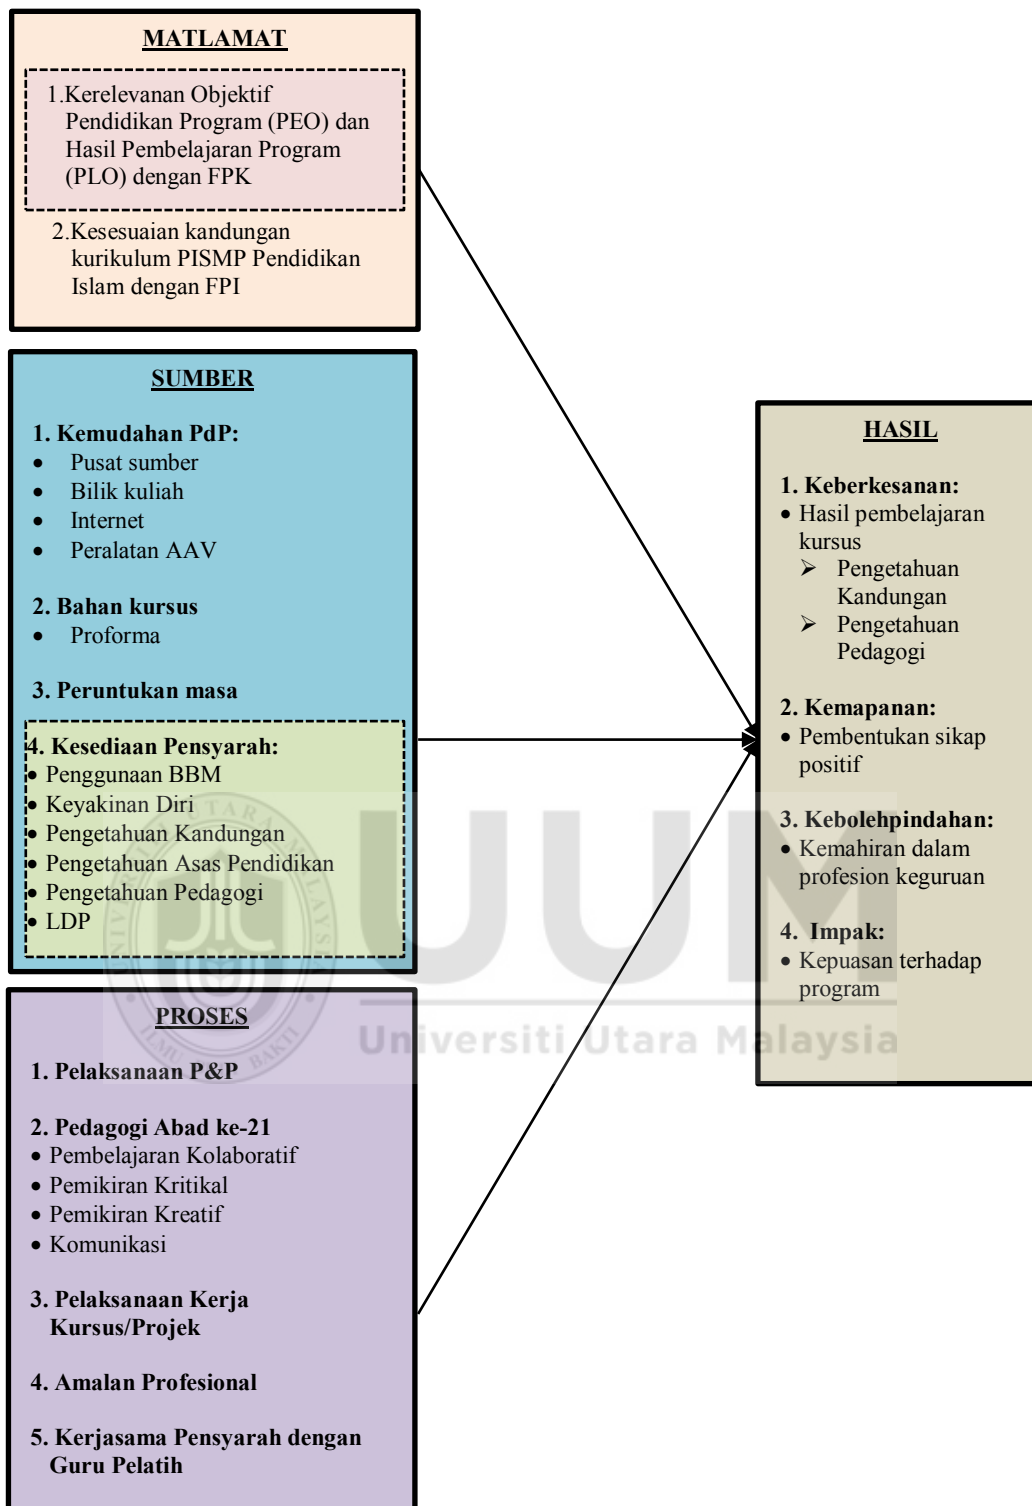 MATLAMAT
1.Kerelevanan Objektif
Pendidikan Program (PEO) dan
Hasil Pembelajaran Program
(PLO) dengan FPK
2.Kesesuaian kandungan
kurikulum PISMP Pendidikan
Islam dengan FPI
SUMBER
1. Kemudahan PdP:
• Pusat sumber
• Bilik kuliah
• Internet
• Peralatan AAV
2. Bahan kursus
• Proforma
3. Peruntukan masa
4. Kesediaan Pensyarah:
• Penggunaan BBM
• Keyakinan Diri
• Pengetahuan Kandungan
• Pengetahuan Asas Pendidikan
• Pengetahuan Pedagogi
• LDP
PROSES
1. Pelaksanaan P&P
2. Pedagogi Abad ke-21
• Pembelajaran Kolaboratif
• Pemikiran Kritikal
• Pemikiran Kreatif
• Komunikasi
3. Pelaksanaan Kerja
Kursus/Projek
4. Amalan Profesional
5. Kerjasama Pensyarah dengan
Guru Pelatih
HASIL
1. Keberkesanan:
• Hasil pembelajaran
kursus
➢ Pengetahuan
Kandungan
➢ Pengetahuan
Pedagogi
2. Kemapanan:
• Pembentukan sikap
positif
3. Kebolehpindahan:
• Kemahiran dalam
profesion keguruan
4. Impak:
• Kepuasan terhadap
program
UUM
Universiti Utara Malaysia
UNIVERSITI UTARA MALAYSIA
ILMU BAKTI